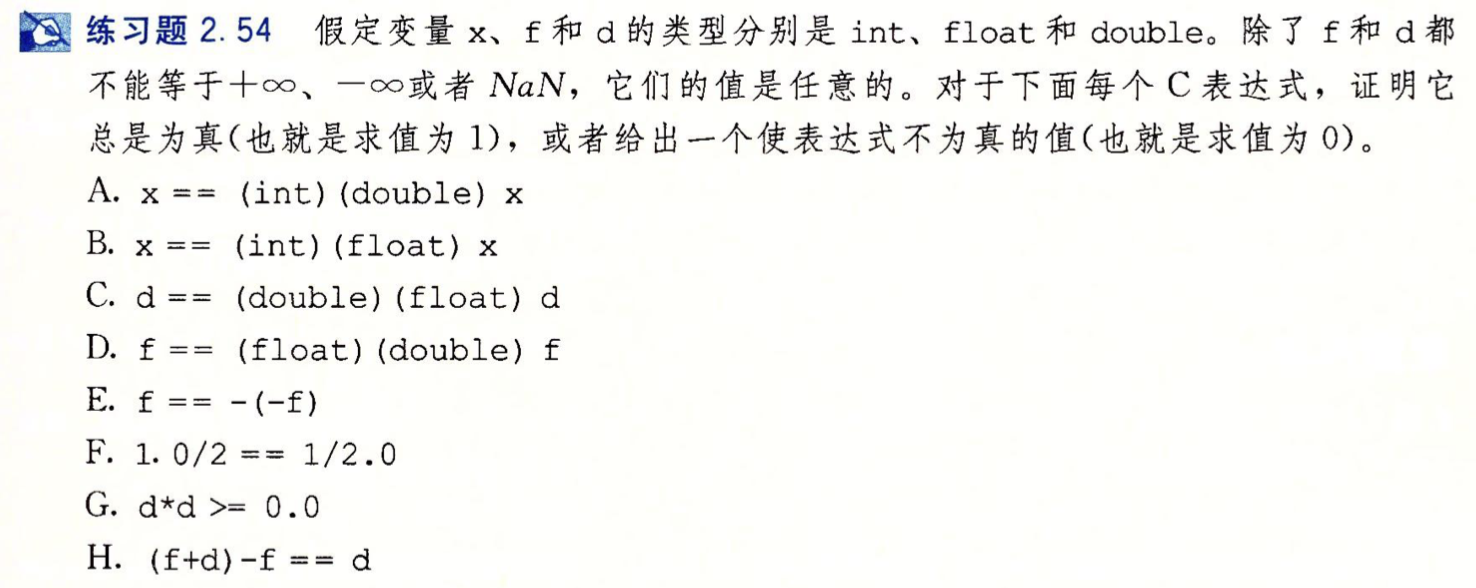 练习题 2.54 假定变量 x、f 和 d 的类型分别是 int、float 和 double。除了 f 和 d 都
不能等于+∞、-∞或者 NaN，它们的值是任意的。对于下面每个 C 表达式，证明它
总是为真(也就是求值为 1)，或者给出一个使表达式不为真的值(也就是求值为 0)。
A. x == (int)(double) x
B. x == (int)(float) x
C. d == (double)(float) d
D. f == (float)(double) f
E. f == -(-f)
F. 1.0/2 == 1/2.0
G. d*d >= 0.0
H. (f+d)-f == d